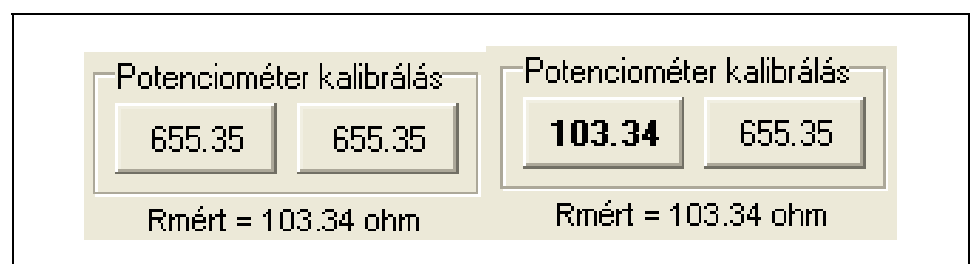 Potenciométer kalibrálás
655.35 655.35
Rmért = 103.34 ohm
Potenciométer kalibrálás
103.34 655.35
Rmért = 103.34 ohm